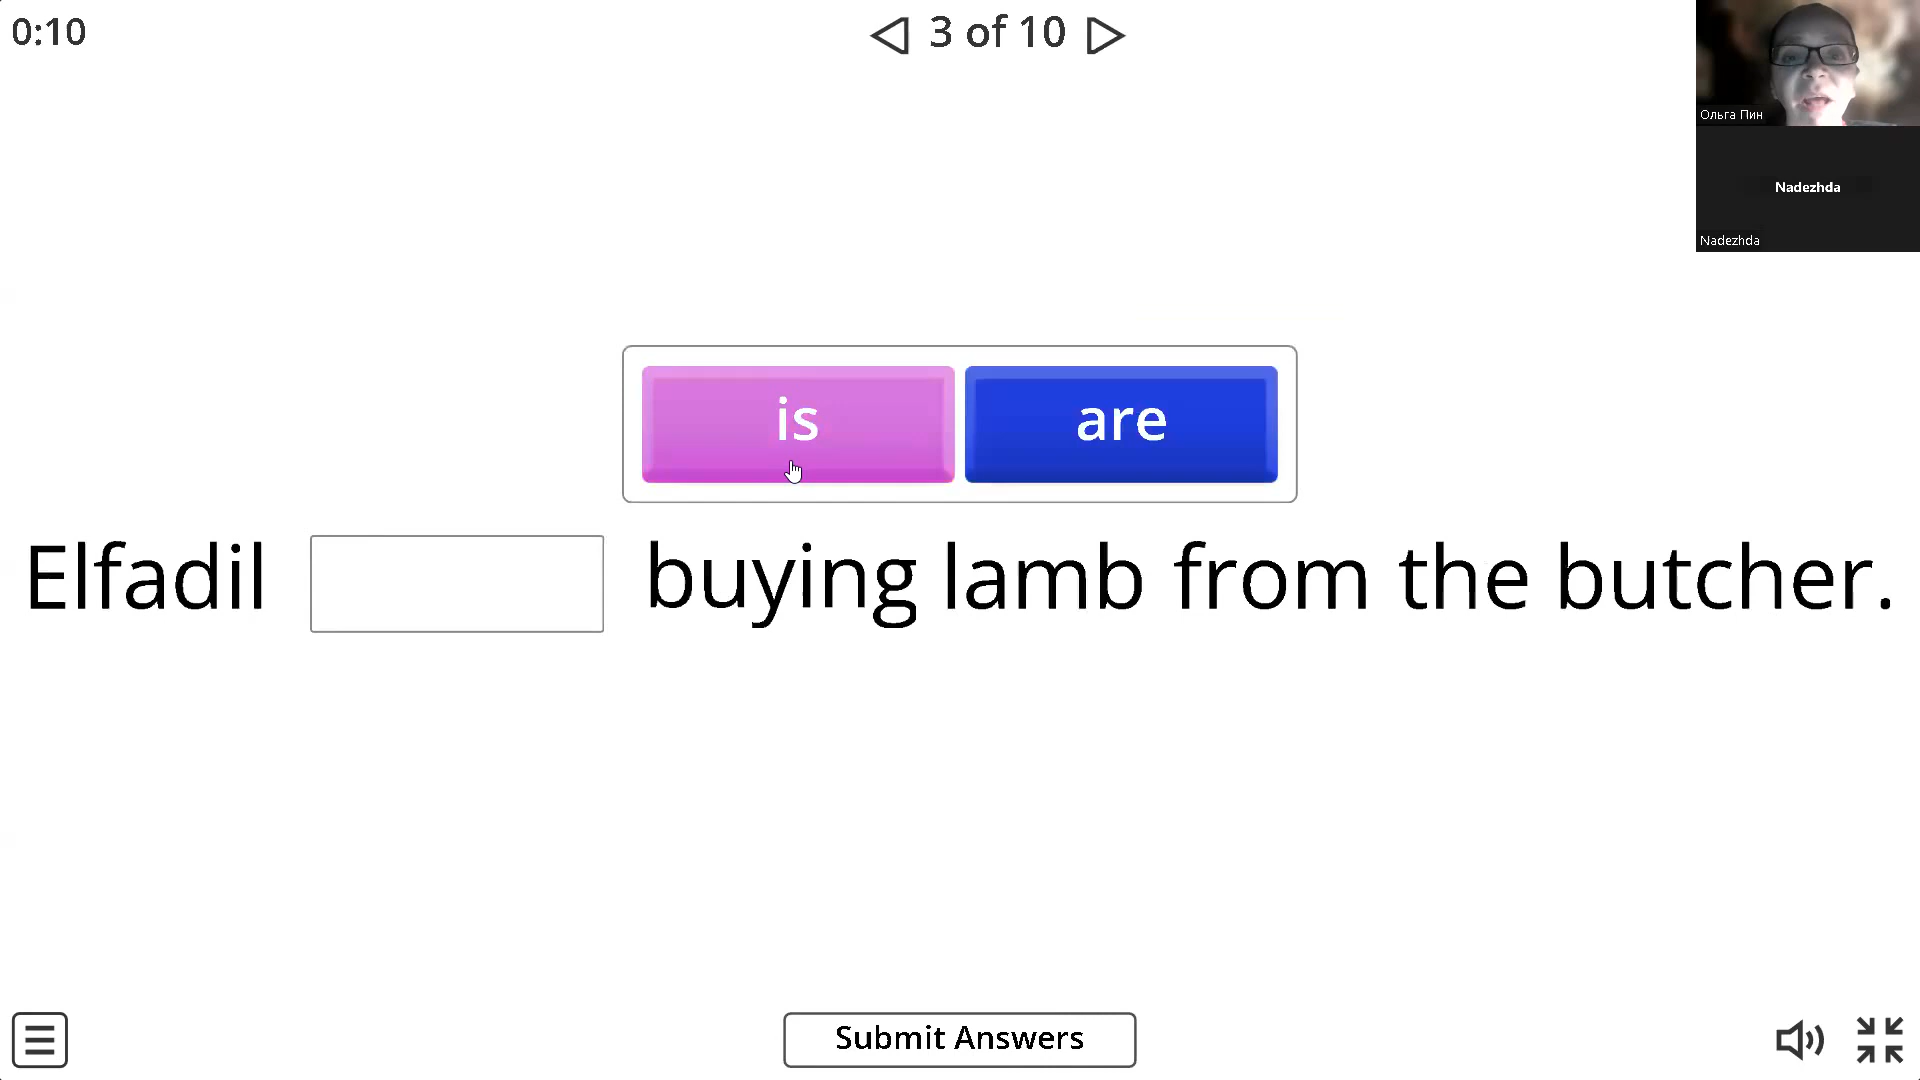 0:10
3 of 10
Ольга Пин
Nadezhda
Nadezhda
is
are
Elfadil buying lamb from the butcher.
Submit Answers